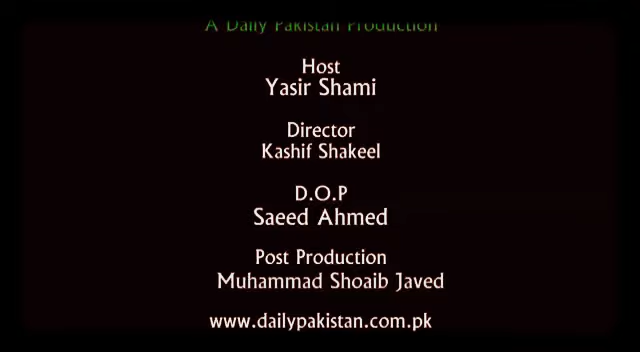 A Daily Pakistan Production
Host
Yasir Shami
Director
Kashif Shakeel
D.O.P
Saeed Ahmed
Post Production
Muhammad Shoaib Javed
www.dailypakistan.com.pk